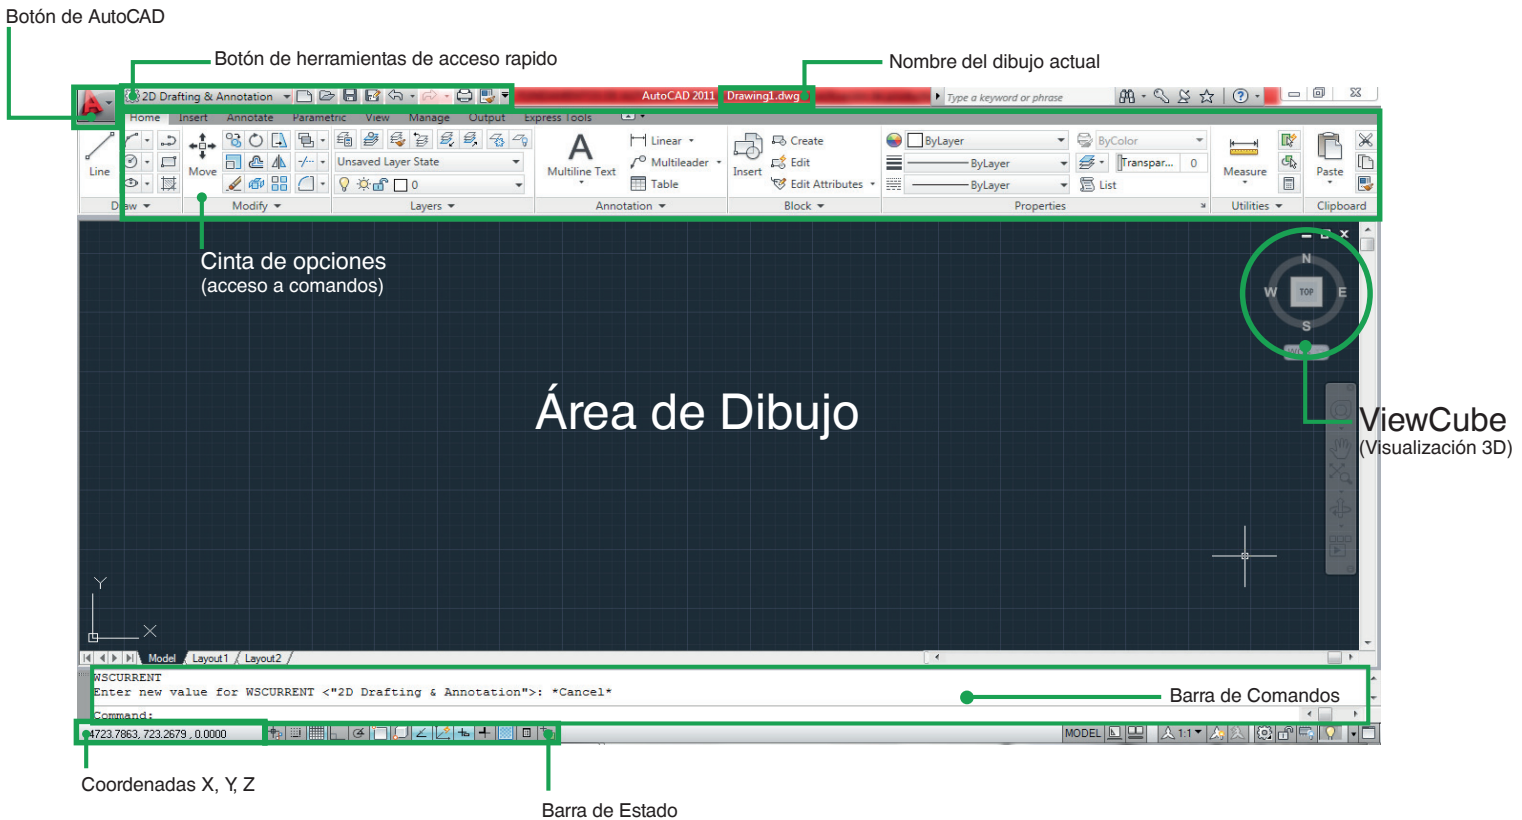 Botón de AutoCAD
Botón de herramientas de acceso rapido
Nombre del dibujo actual
2D Drafting & Annotation
AutoCAD 2011 Drawing1.dwg
Type a keyword or phrase
Home Insert Annotate Parametric View Manage Output Express Tools
Linear
Create
ByLayer
ByColor
Unsaved Layer State
Multileader
Edit
ByLayer
Transpar... 0
Line
Move
Multiline Text
Insert
Measure
Paste
0
Table
Edit Attributes
ByLayer
List
Draw Modify Layers Annotation Block Properties Utilities Clipboard
Cinta de opciones
(acceso a comandos)
N
W TOP E
S
Área de Dibujo
ViewCube
(Visualización 3D)
Y
X
Model Layout1 Layout2
WSCURRENT
Enter new value for WSCURRENT <"2D Drafting & Annotation">: *Cancel*
Barra de Comandos
Command:
4723.7863, 723.2679 , 0.0000
MODEL 1:1
Coordenadas X, Y, Z
Barra de Estado